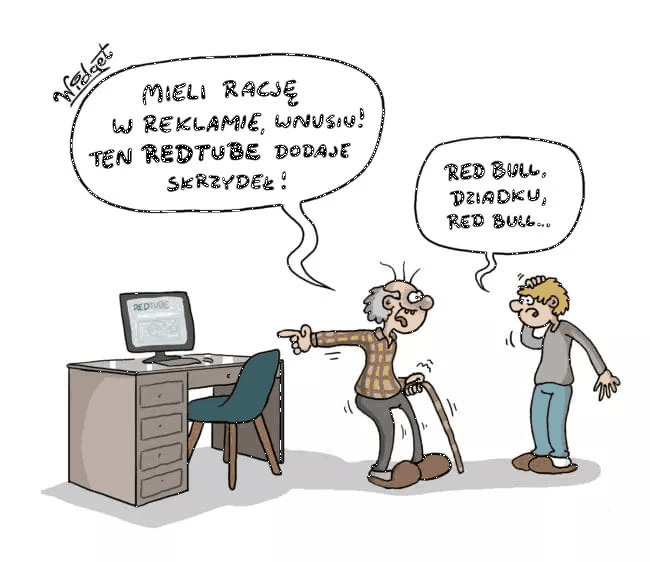 Widget
MIELI RACJĘ
W REKLAMIE, WNUSIU!
TEN REDTUBE DODAJE
SKRZYDEŁ!
RED BULL,
DZIADKU,
RED BULL...
REDTUBE